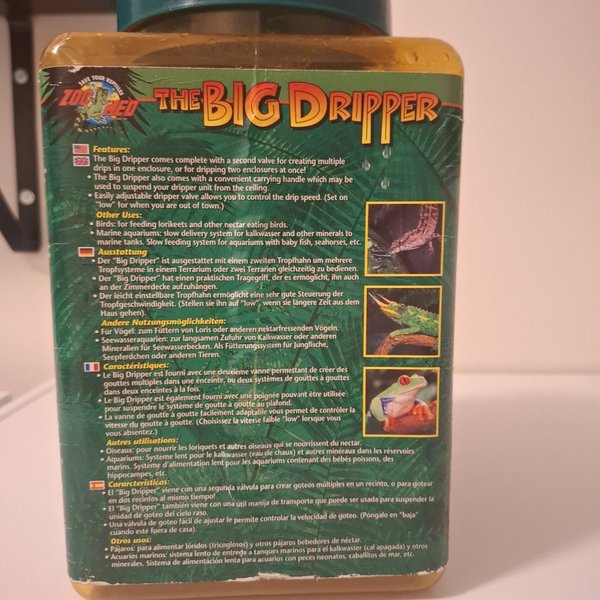 SAVE YOUR REPTILES
ZOO MED
THE BIG DRIPPER
Features:
• The Big Dripper comes complete with a second valve for creating multiple
drips in one enclosure, or for dripping two enclosures at once!
• The Big Dripper also comes with a convenient carrying handle which may be
used to suspend your dripper unit from the ceiling.
• Easily adjustable dripper valve allows you to control the drip speed. (Set on
"low" for when you are out of town.)
Other Uses:
• Birds: for feeding lorikeets and other nectar eating birds.
• Marine aquariums: slow delivery system for kalkwasser and other minerals to
marine tanks. Slow feeding system for aquariums with baby fish, seahorses, etc.
Ausstattung
• Der "Big Dripper" ist ausgestattet mit einem zweiten Tropfhahn um mehrere
Tropfsysteme in einem Terrarium oder zwei Terrarien gleichzeitig zu bedienen.
• Der "Big Dripper" hat einen praktischen Tragegriff, der es ermöglicht, ihn auch
an der Zimmerdecke aufzuhängen.
• Der leicht einstellbare Tropfhahn ermöglicht eine sehr gute Steuerung der
Tropfgeschwindigkeit. (Stellen sie ihn auf "low" wenn sie längere Zeit aus dem
Haus gehen).
Andere Nutzungsmöglichkeiten:
• Für Vögel: zum Füttern von Loris oder anderen nektarfressenden Vögeln.
• Seewasseraquarien: zur langsamen Zufuhr von Kalkwasser oder anderen
Mineralien für Seewasserbecken. Als Fütterungssystem für Jungfische,
Seepferdchen oder anderen Tieren.
Caractéristiques:
• Le Big Dripper est fourni avec une deuxième vanne permettant de créer des
gouttes multiples dans une enceinte, ou deux systèmes de gouttes à gouttes
dans deux enceintes à la fois.
• Le Big Dripper est également fourni avec une poignée pouvant être utilisée
pour suspendre le système de goutte à goutte au plafond.
• La vanne de goutte à goutte facilement adaptable vous permet de contrôler la
vitesse du goutte à goutte. (Choisissez la vitesse faible "low" lorsque vous
vous absentez.)
Autres utilisations:
• Oiseaux: pour nourrir les loriquets et autres oiseaux qui se nourrissent du nectar.
• Aquariums: Système lent pour le kalkwasser (eau de chaux) et autres minéraux dans les réservoirs
marins. Système d'alimentation lent pour les aquariums contenant des bébés poissons, des
hippocampes, etc.
Cararcterísticas:
• El "Big Dripper" viene con una segunda válvula para crear goteos múltiples en un recinto, o para gotear
en dos recintos al mismo tiempo!
• El "Big Dripper" también viene con una útil manija de transporte que puede ser usada para suspender la
unidad de goteo del cielo raso.
• Una válvula de goteo fácil de ajuster le permite controlar la velocidad de goteo. (Póngalo en "baja"
cuando esté fuera de casa).
Otros usos:
• Pájaros: para alimentar lóridos (tricoglosos) y otros pájaros bebedores de néctar.
• Acuarios marinos: sistema lento de entrega a tanques marinos para el kalkwasser (cal apagada) y otros
minerales. Sistema de alimentación lenta para acuarios con peces neonatos, caballitos de mar, etc.